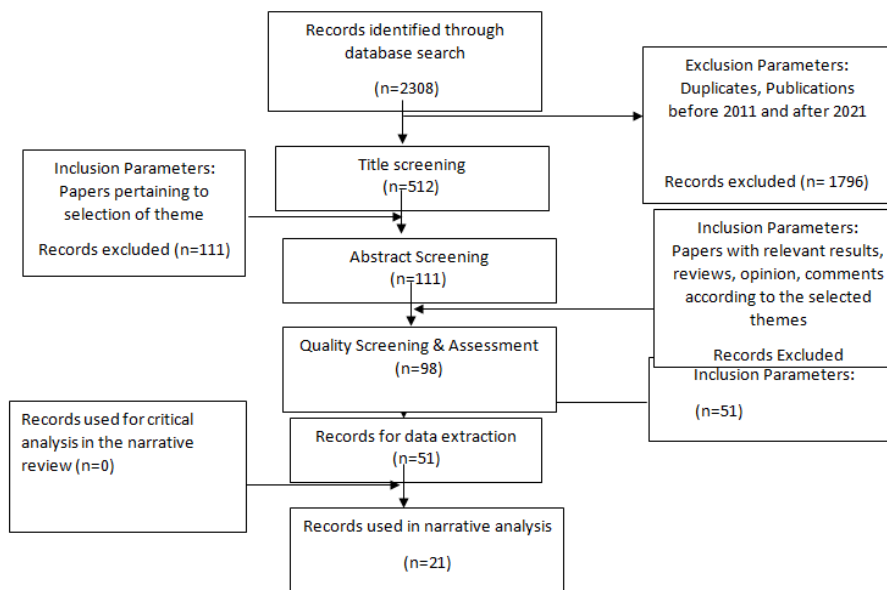 Records identified through
database search
(n=2308)
Exclusion Parameters:
Duplicates, Publications
before 2011 and after 2021
Records excluded (n= 1796)
Title screening
(n=512)
Inclusion Parameters:
Papers pertaining to
selection of theme
Records excluded (n=111)
Abstract Screening
(n=111)
Inclusion Parameters:
Papers with relevant results,
reviews, opinion, comments
according to the selected
themes
Records Excluded
Quality Screening & Assessment
(n=98)
Inclusion Parameters:
(n=51)
Records for data extraction
(n=51)
Records used for critical
analysis in the narrative
review (n=0)
Records used in narrative analysis
(n=21)